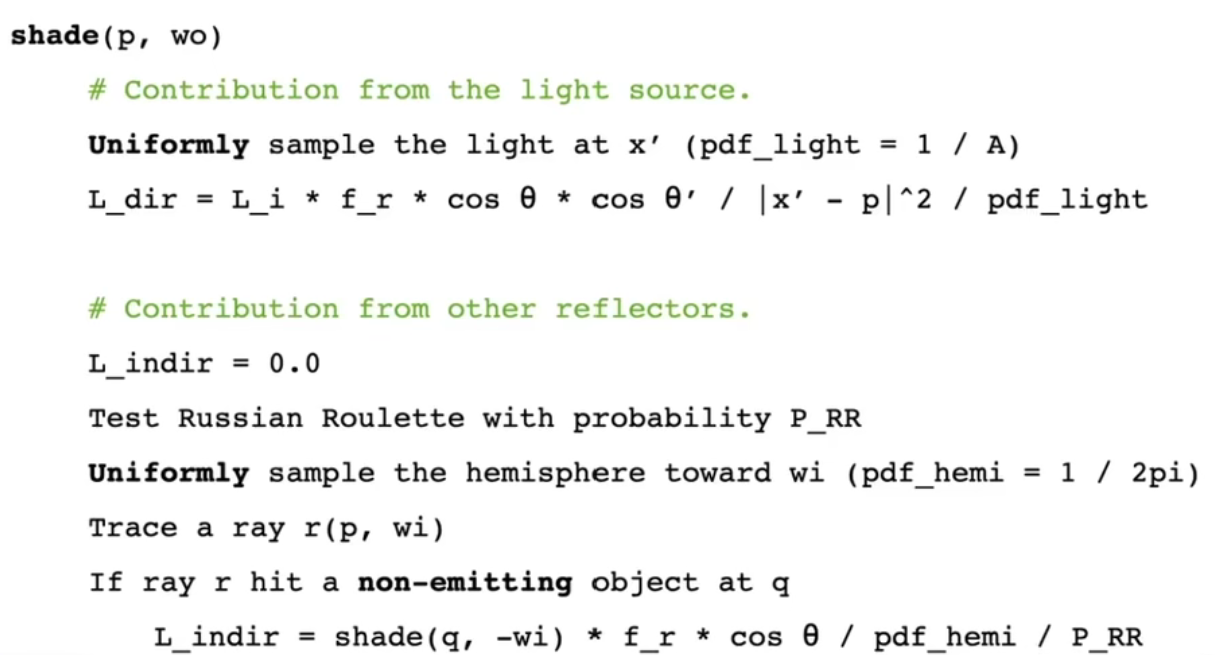 shade(p, wo)
# Contribution from the light source.
Uniformly sample the light at x′ (pdf_light = 1 / A)
L_dir = L_i * f_r * cos θ * cos θ′ / |x′ - p|^2 / pdf_light
# Contribution from other reflectors.
L_indir = 0.0
Test Russian Roulette with probability P_RR
Uniformly sample the hemisphere toward wi (pdf_hemi = 1 / 2pi)
Trace a ray r(p, wi)
If ray r hit a non-emitting object at q
L_indir = shade(q, -wi) * f_r * cos θ / pdf_hemi / P_RR